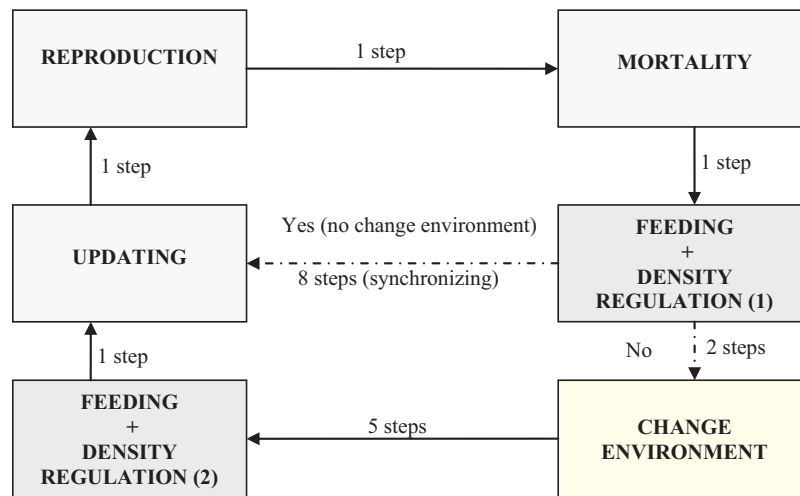 REPRODUCTION
1 step
MORTALITY
1 step
1 step
UPDATING
Yes (no change environment)
8 steps (synchronizing)
FEEDING
+
DENSITY
REGULATION (1)
1 step
No
2 steps
FEEDING
+
DENSITY
REGULATION (2)
5 steps
CHANGE
ENVIRONMENT